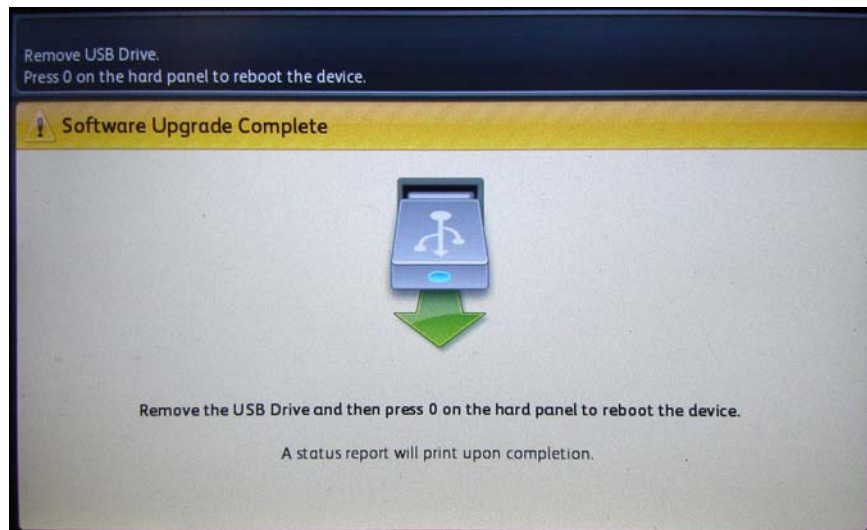 Remove USB Drive.
Press 0 on the hard panel to reboot the device.
Software Upgrade Complete
Remove the USB Drive and then press 0 on the hard panel to reboot the device.
A status report will print upon completion.